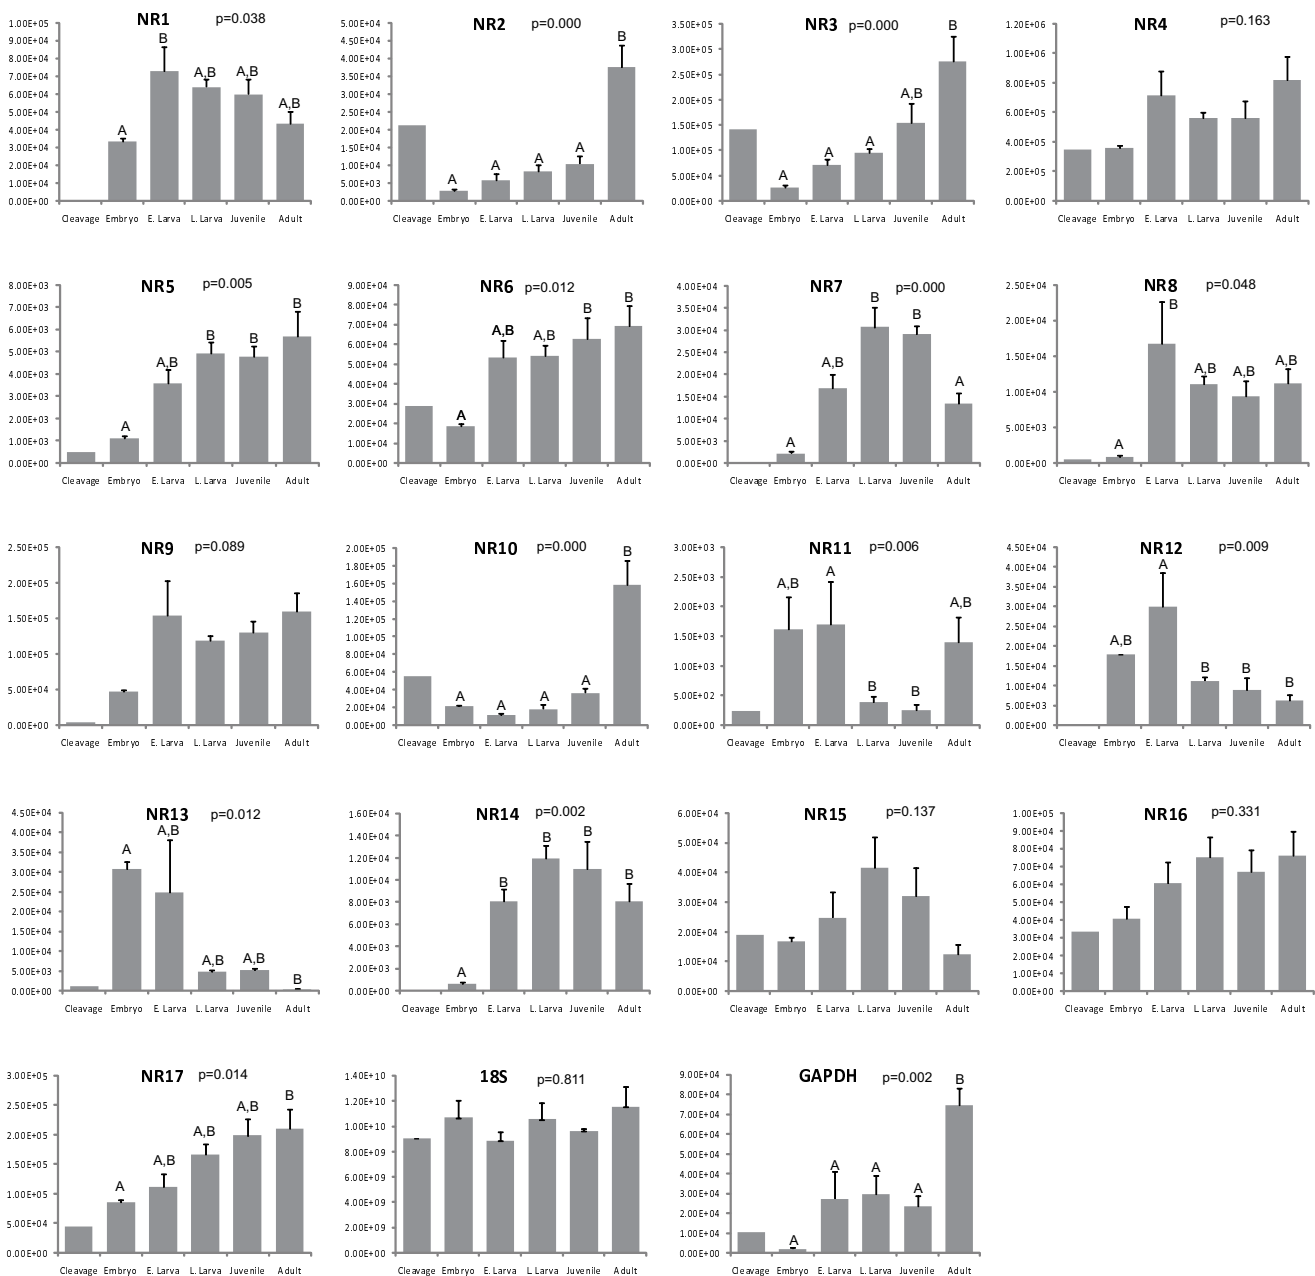 NR1 p=0.038
1.00E+05
9.00E+04
8.00E+04
7.00E+04
6.00E+04
5.00E+04
4.00E+04
3.00E+04
2.00E+04
1.00E+04
0.00E+00
A B A,B A,B A,B
Cleavage Embryo E. Larva L. Larva Juvenile Adult
NR2 p=0.000
5.00E+04
4.50E+04
4.00E+04
3.50E+04
3.00E+04
2.50E+04
2.00E+04
1.50E+04
1.00E+04
5.00E+03
0.00E+00
A A A A B
Cleavage Embryo E. Larva L. Larva Juvenile Adult
NR3 p=0.000
3.50E+05
3.00E+05
2.50E+05
2.00E+05
1.50E+05
1.00E+05
5.00E+04
0.00E+00
A A A A,B B
Cleavage Embryo E. Larva L. Larva Juvenile Adult
NR4 p=0.163
1.20E+06
1.00E+06
8.00E+05
6.00E+05
4.00E+05
2.00E+05
0.00E+00
Cleavage Embryo E. Larva L. Larva Juvenile Adult
NR5 p=0.005
8.00E+03
7.00E+03
6.00E+03
5.00E+03
4.00E+03
3.00E+03
2.00E+03
1.00E+03
0.00E+00
A A,B B B B
Cleavage Embryo E. Larva L. Larva Juvenile Adult
NR6 p=0.012
9.00E+04
8.00E+04
7.00E+04
6.00E+04
5.00E+04
4.00E+04
3.00E+04
2.00E+04
1.00E+04
0.00E+00
A A,B A,B B B
Cleavage Embryo E. Larva L. Larva Juvenile Adult
NR7 p=0.000
4.00E+04
3.50E+04
3.00E+04
2.50E+04
2.00E+04
1.50E+04
1.00E+04
5.00E+03
0.00E+00
A A,B B B A
Cleavage Embryo E. Larva L. Larva Juvenile Adult
NR8 p=0.048
2.50E+04
2.00E+04
1.50E+04
1.00E+04
5.00E+03
0.00E+00
A B A,B A,B A,B
Cleavage Embryo E. Larva L. Larva Juvenile Adult
NR9 p=0.089
2.50E+05
2.00E+05
1.50E+05
1.00E+05
5.00E+04
0.00E+00
Cleavage Embryo E. Larva L. Larva Juvenile Adult
NR10 p=0.000
2.00E+05
1.80E+05
1.60E+05
1.40E+05
1.20E+05
1.00E+05
8.00E+04
6.00E+04
4.00E+04
2.00E+04
0.00E+00
A A A A B
Cleavage Embryo E. Larva L. Larva Juvenile Adult
NR11 p=0.006
3.00E+03
2.50E+03
2.00E+03
1.50E+03
1.00E+03
5.00E+02
0.00E+00
A,B A B B A,B
Cleavage Embryo E. Larva L. Larva Juvenile Adult
NR12 p=0.009
4.50E+04
4.00E+04
3.50E+04
3.00E+04
2.50E+04
2.00E+04
1.50E+04
1.00E+04
5.00E+03
0.00E+00
A,B A B B B
Cleavage Embryo E. Larva L. Larva Juvenile Adult
NR13 p=0.012
4.50E+04
4.00E+04
3.50E+04
3.00E+04
2.50E+04
2.00E+04
1.50E+04
1.00E+04
5.00E+03
0.00E+00
A A,B A,B A,B B
Cleavage Embryo E. Larva L. Larva Juvenile Adult
NR14 p=0.002
1.60E+04
1.40E+04
1.20E+04
1.00E+04
8.00E+03
6.00E+03
4.00E+03
2.00E+03
0.00E+00
A B B B B
Cleavage Embryo E. Larva L. Larva Juvenile Adult
NR15 p=0.137
6.00E+04
5.00E+04
4.00E+04
3.00E+04
2.00E+04
1.00E+04
0.00E+00
Cleavage Embryo E. Larva L. Larva Juvenile Adult
NR16 p=0.331
1.00E+05
9.00E+04
8.00E+04
7.00E+04
6.00E+04
5.00E+04
4.00E+04
3.00E+04
2.00E+04
1.00E+04
0.00E+00
Cleavage Embryo E. Larva L. Larva Juvenile Adult
NR17 p=0.014
3.00E+05
2.50E+05
2.00E+05
1.50E+05
1.00E+05
5.00E+04
0.00E+00
A A,B A,B A,B B
Cleavage Embryo E. Larva L. Larva Juvenile Adult
18S p=0.811
1.40E+10
1.20E+10
1.00E+10
8.00E+09
6.00E+09
4.00E+09
2.00E+09
0.00E+00
Cleavage Embryo E. Larva L. Larva Juvenile Adult
GAPDH p=0.002
9.00E+04
8.00E+04
7.00E+04
6.00E+04
5.00E+04
4.00E+04
3.00E+04
2.00E+04
1.00E+04
0.00E+00
A A A A B
Cleavage Embryo E. Larva L. Larva Juvenile Adult